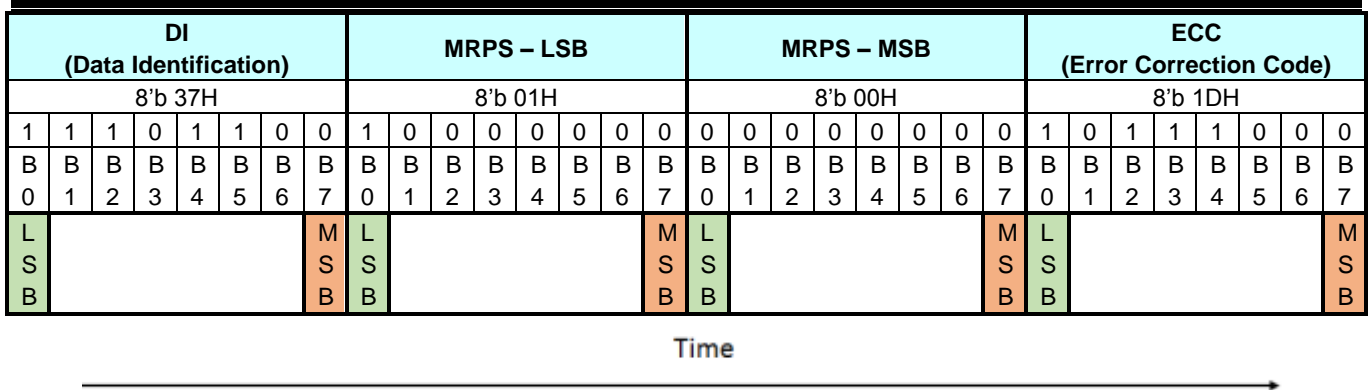 DI (Data Identification) MRPS – LSB MRPS – MSB ECC (Error Correction Code)
8’b 37H 8’b 01H 8’b 00H 8’b 1DH
1 1 1 0 1 1 0 0 1 0 0 0 0 0 0 0 0 0 0 0 0 0 0 0 1 0 1 1 1 0 0 0
B B B B B B B B B B B B B B B B B B B B B B B B B B B B B B B B
0 1 2 3 4 5 6 7 0 1 2 3 4 5 6 7 0 1 2 3 4 5 6 7 0 1 2 3 4 5 6 7
L M L M L M L M
S S S S S S S S
B B B B B B B B
Time